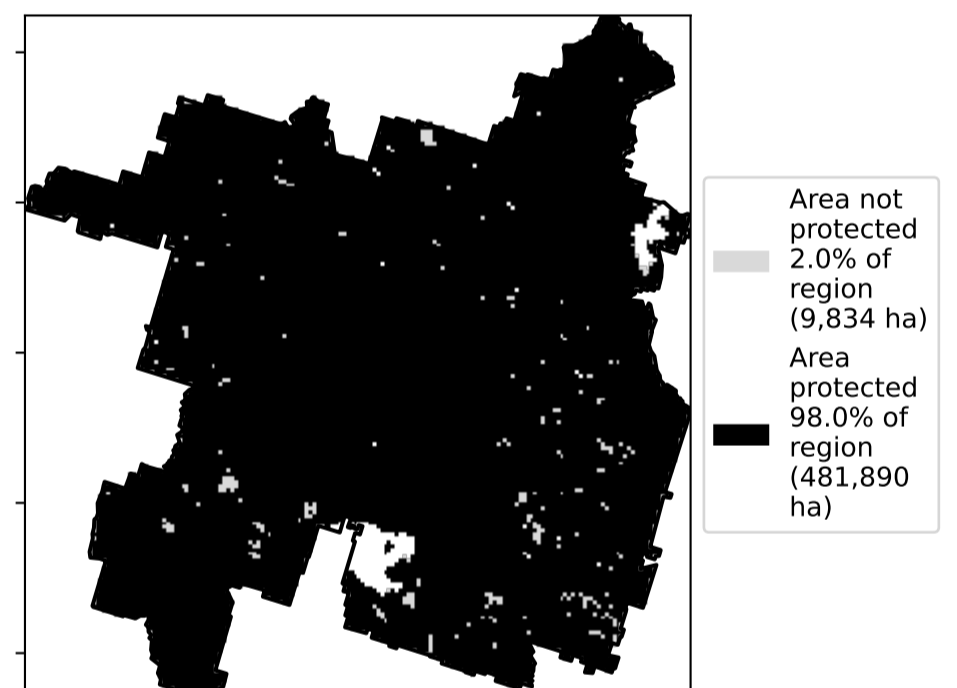 Area not
protected
2.0% of
region
(9,834 ha)
Area
protected
98.0% of
region
(481,890
ha)